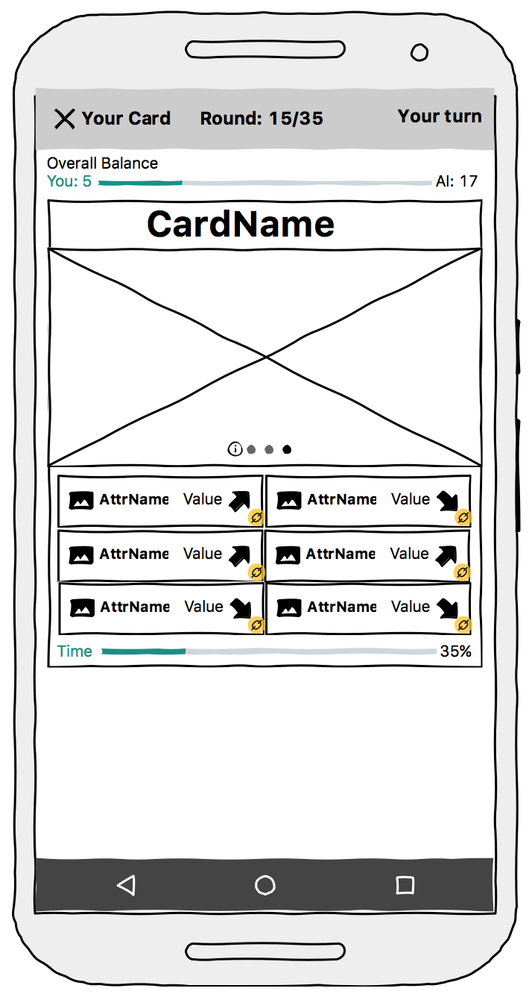 Your Card Round: 15/35 Your turn
Overall Balance
You: 5 AI: 17
CardName
AttrName Value AttrName Value
AttrName Value AttrName Value
AttrName Value AttrName Value
Time 35%